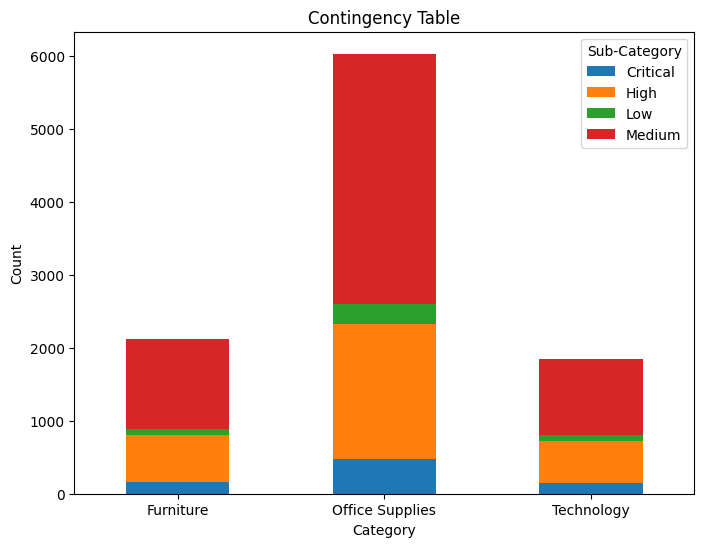 Contingency Table
Sub-Category
Critical
High
Low
Medium
6000
5000
4000
3000
2000
1000
0
Count
Furniture
Office Supplies
Technology
Category